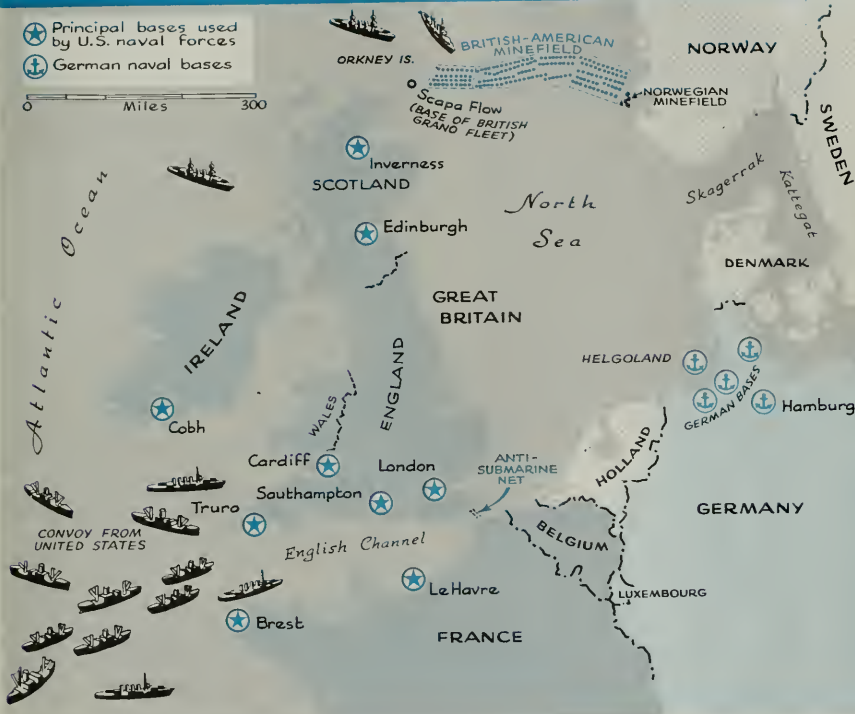 Principal bases used
by U.S. naval forces
German naval bases
0 Miles 300
ORKNEY IS.
BRITISH-AMERICAN
MINEFIELD
NORWAY
NORWEGIAN
MINEFIELD
SWEDEN
Scapa Flow
(BASE OF BRITISH
GRAND FLEET)
Inverness
SCOTLAND
Skagerrak
Kattegat
North
Sea
Edinburgh
Atlantic Ocean
DENMARK
GREAT
BRITAIN
IRELAND
ENGLAND
HELGOLAND
GERMAN BASES
Hamburg
WALES
Cobh
HOLLAND
Cardiff
London
ANTI-
SUBMARINE
NET
Southampton
Truro
GERMANY
CONVOY FROM
UNITED STATES
English Channel
BELGIUM
LeHavre
LUXEMBOURG
Brest
FRANCE